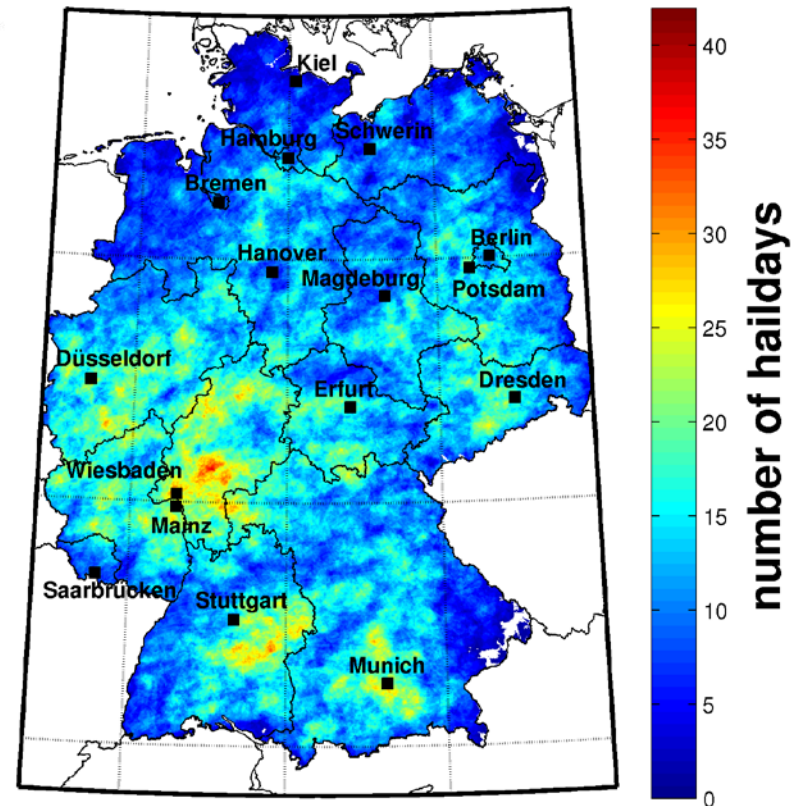 Kiel
Hamburg
Schwerin
Bremen
Hanover
Berlin
Magdeburg
Potsdam
Düsseldorf
Erfurt
Dresden
Wiesbaden
Mainz
Saarbrücken
Stuttgart
Munich
40
35
30
25
20
15
10
5
0
number of haildays